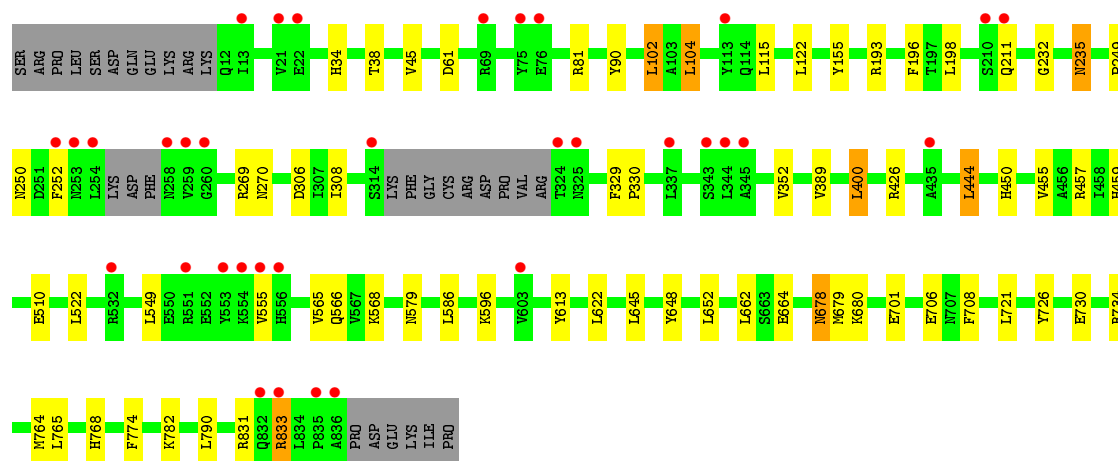 SER ARG PRO LEU SER ASP GLN GLU LYS ARG LYS Q12 I13 V21 E22 H34 T38 V45 D61 R69 Y75 E76 R81 Y90 L102 A103 L104 Y113 Q114 L115 L122 Y155 R193 F196 T197 L198 S210 Q211 G232 N235
N250 D251 F252 N253 L254 LYS ASP PHE N258 V259 G260 R269 N270 D306 I307 I308 S314 LYS PHE GLY CYS ARG ASP PRO VAL ARG T324 N325 F329 P330 L337 S343 L344 A345 V352 V389 L400 R426 A435 L444 H450 V455 A456 R457 I458
E510 L522 R532 L549 E550 R551 E552 Y553 K554 V555 H556 V565 Q566 V567 K568 N579 L586 K596 V603 Y613 L622 L645 Y648 L652 L662 S663 E664 N678 M679 K680 E701 E706 N707 F708 L721 Y726 E730
M764 L765 H768 F774 K782 L790 R831 Q832 R833 L834 P835 A836 PRO ASP GLU LYS ILE PRO